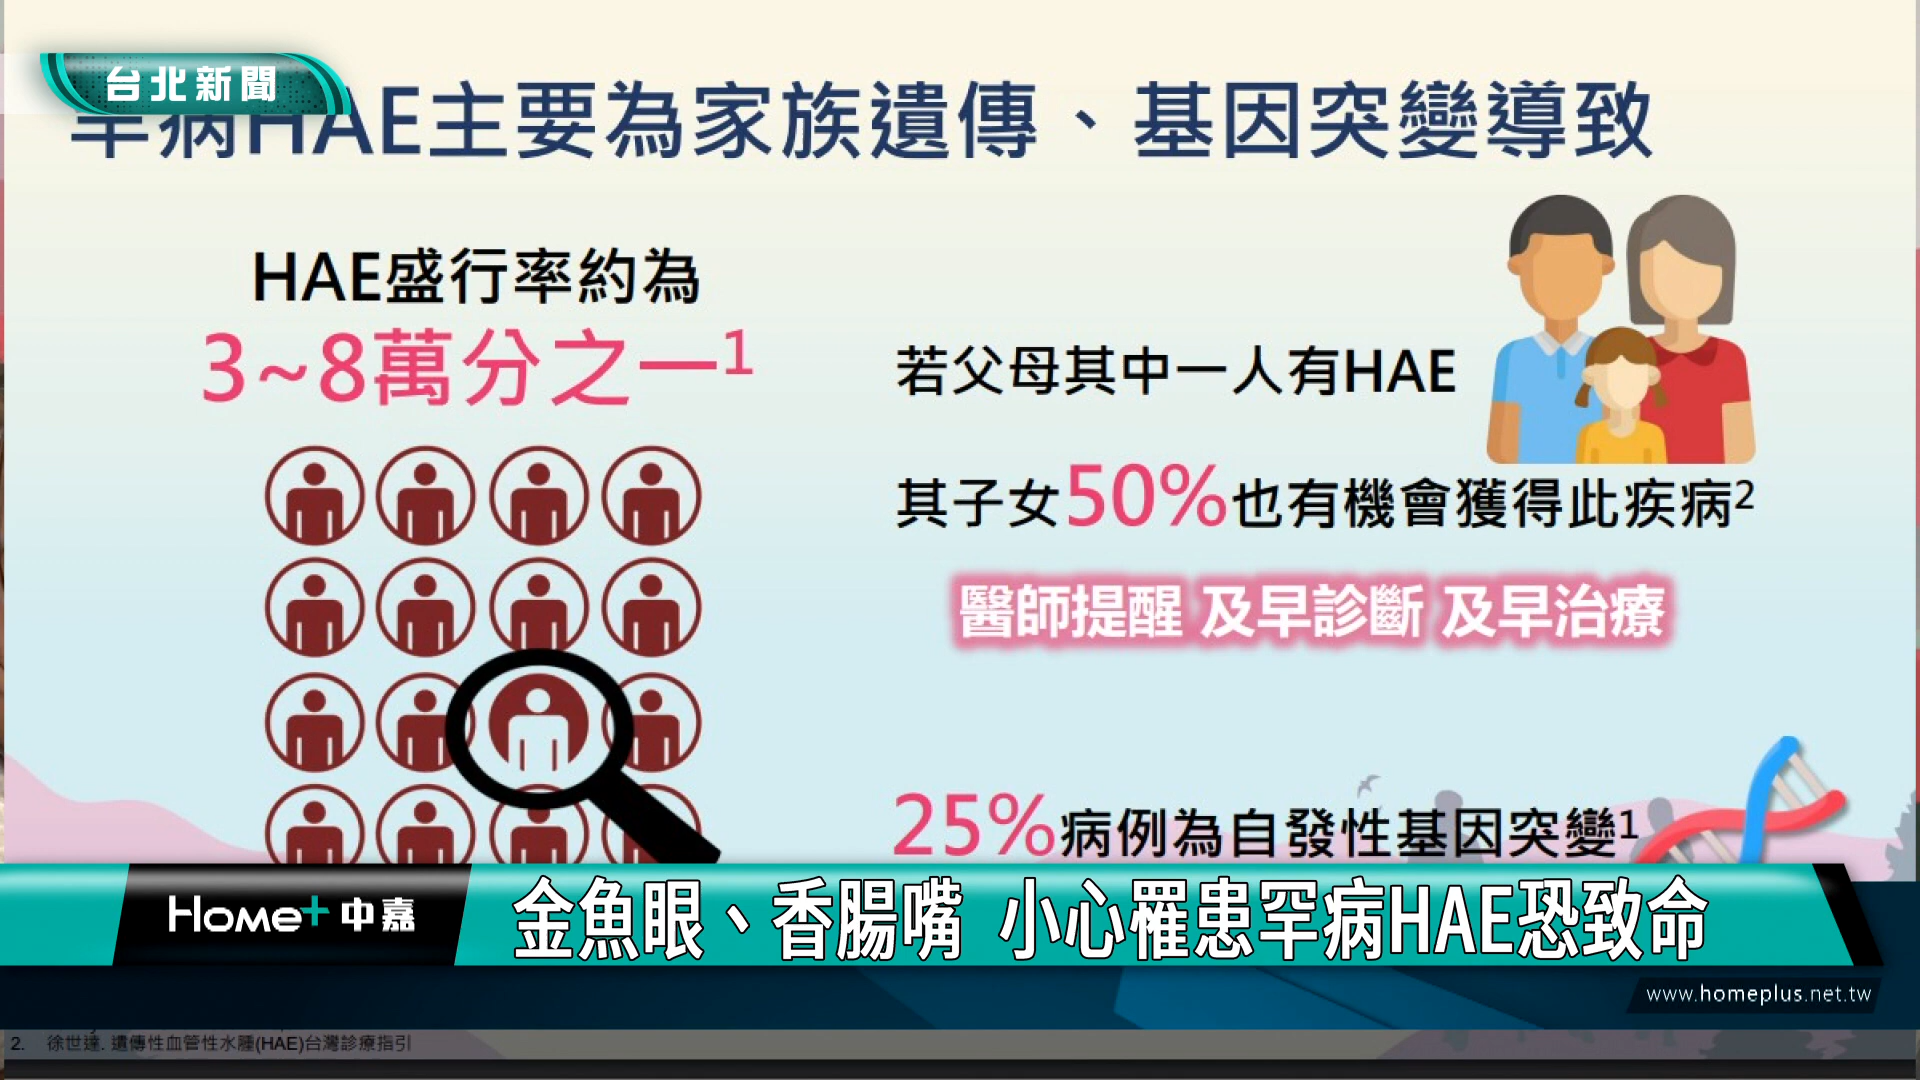 台北新聞
罕病HAE主要為家族遺傳、基因突變導致
HAE盛行率約為
3~8萬分之一1
若父母其中一人有HAE
其子女50%也有機會獲得此疾病2
醫師提醒 及早診斷 及早治療
25%病例為自發性基因突變1
Home+中嘉
金魚眼、香腸嘴 小心罹患罕病HAE恐致命
www.homeplus.net.tw
2. 徐世達. 遺傳性血管性水腫(HAE)台灣診療指引